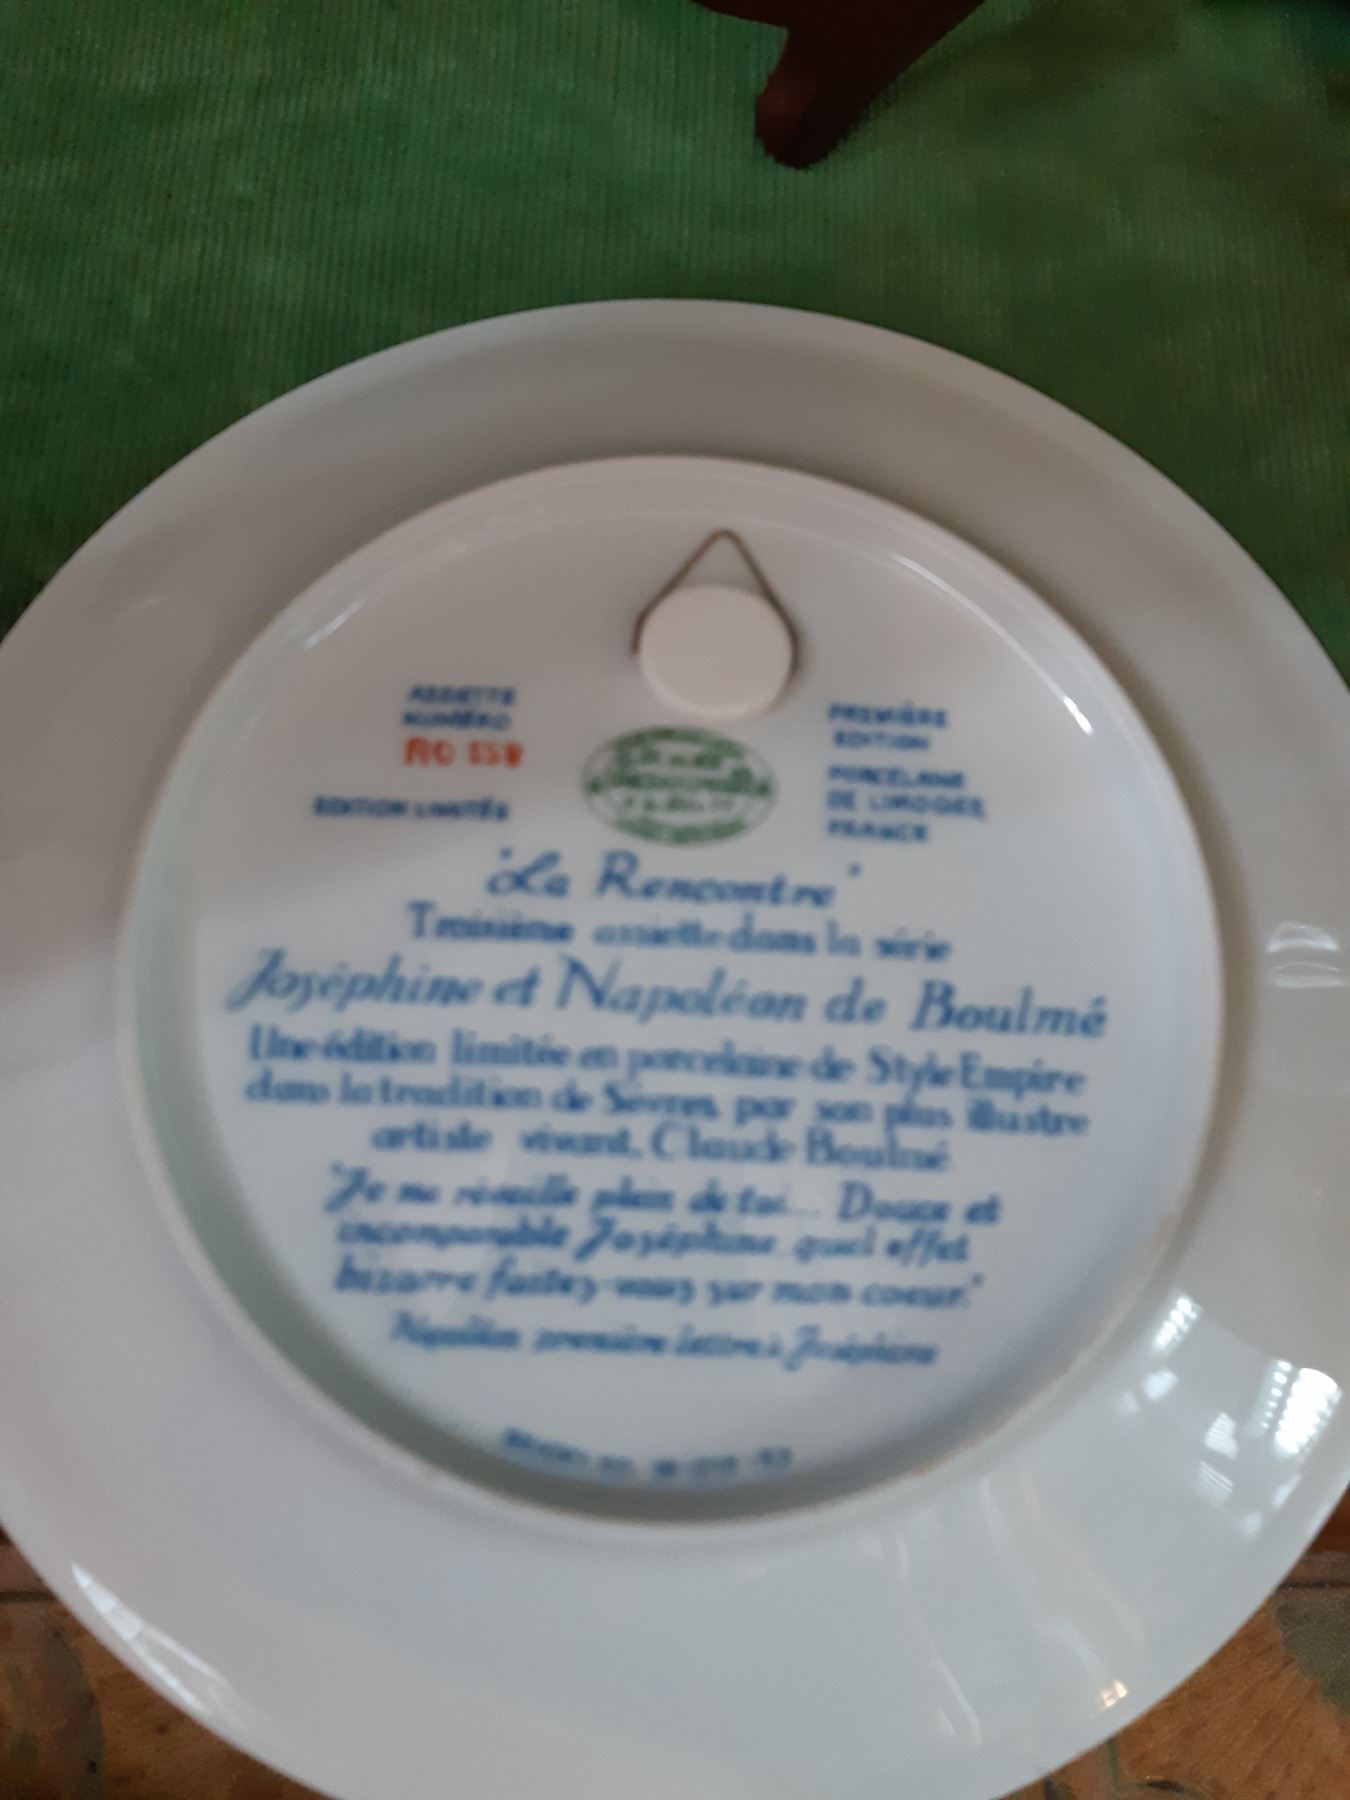 ASSIETTE
NUMÉRO
EDITION LIMITÉE
PREMIÈRE
EDITION
PORCELAINE
DE LIMOGES
FRANCE
"La Rencontre"
Troisième assiette dans la série
Joséphine et Napoléon de Boulmé
Une édition limitée en porcelaine de Style Empire
dans la tradition de Sèvres, par son plus illustre
artiste vivant, Claude Boulmé.
"Je me réveille plein de toi... Douce et
incomparable Joséphine, quel effet
bizarre faites-vous sur mon coeur."
Napoléon première lettre à Joséphine